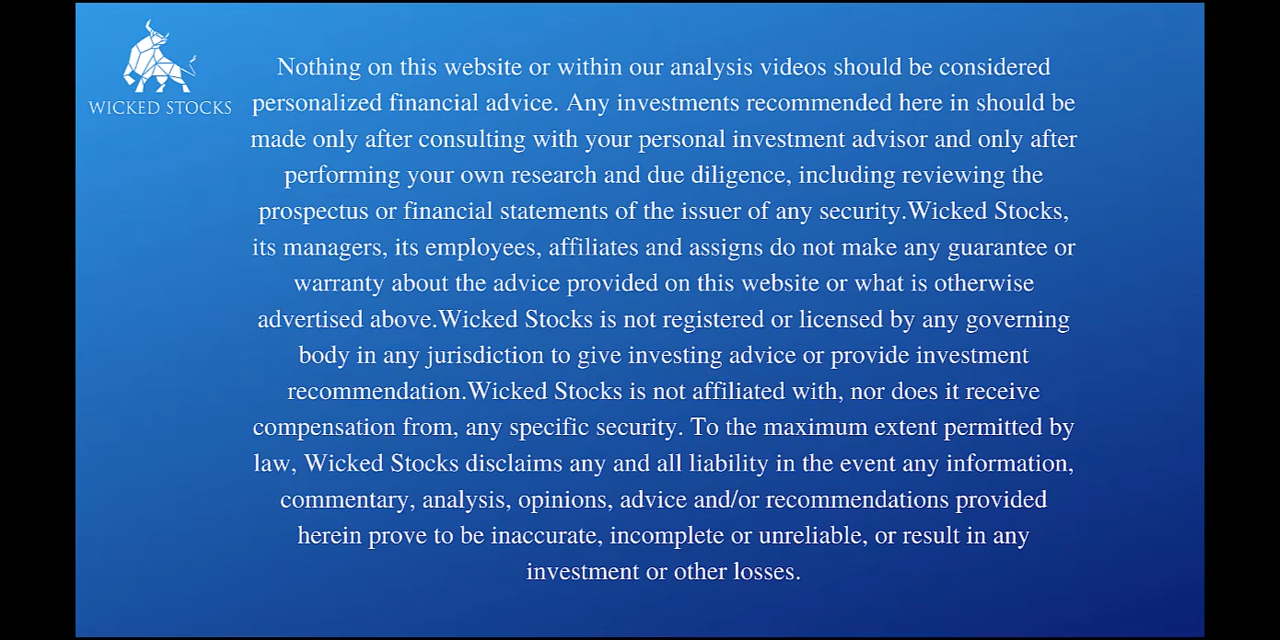 WICKED STOCKS
Nothing on this website or within our analysis videos should be considered
personalized financial advice. Any investments recommended here in should be
made only after consulting with your personal investment advisor and only after
performing your own research and due diligence, including reviewing the
prospectus or financial statements of the issuer of any security.Wicked Stocks,
its managers, its employees, affiliates and assigns do not make any guarantee or
warranty about the advice provided on this website or what is otherwise
advertised above.Wicked Stocks is not registered or licensed by any governing
body in any jurisdiction to give investing advice or provide investment
recommendation.Wicked Stocks is not affiliated with, nor does it receive
compensation from, any specific security. To the maximum extent permitted by
law, Wicked Stocks disclaims any and all liability in the event any information,
commentary, analysis, opinions, advice and/or recommendations provided
herein prove to be inaccurate, incomplete or unreliable, or result in any
investment or other losses.